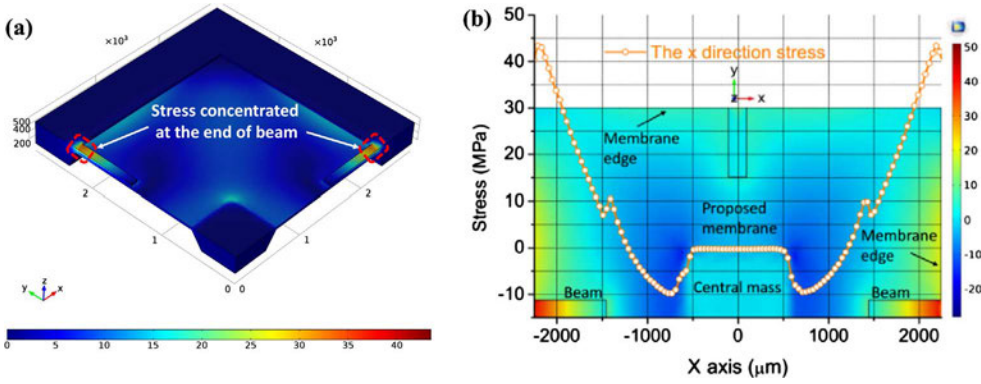 (a)
×10³
×10³
Stress concentrated
at the end of beam
500
400
200
2
2
1
1
0
0
y
z
x
0
5
10
15
20
25
30
35
40
(b)
50
40
30
20
10
0
-10
Stress (MPa)
The x direction stress
y
z
x
Membrane
edge
Proposed
membrane
Membrane
edge
Central mass
Beam
Beam
-2000
-1000
0
1000
2000
X axis (μm)
50
40
30
20
10
0
-10
-20